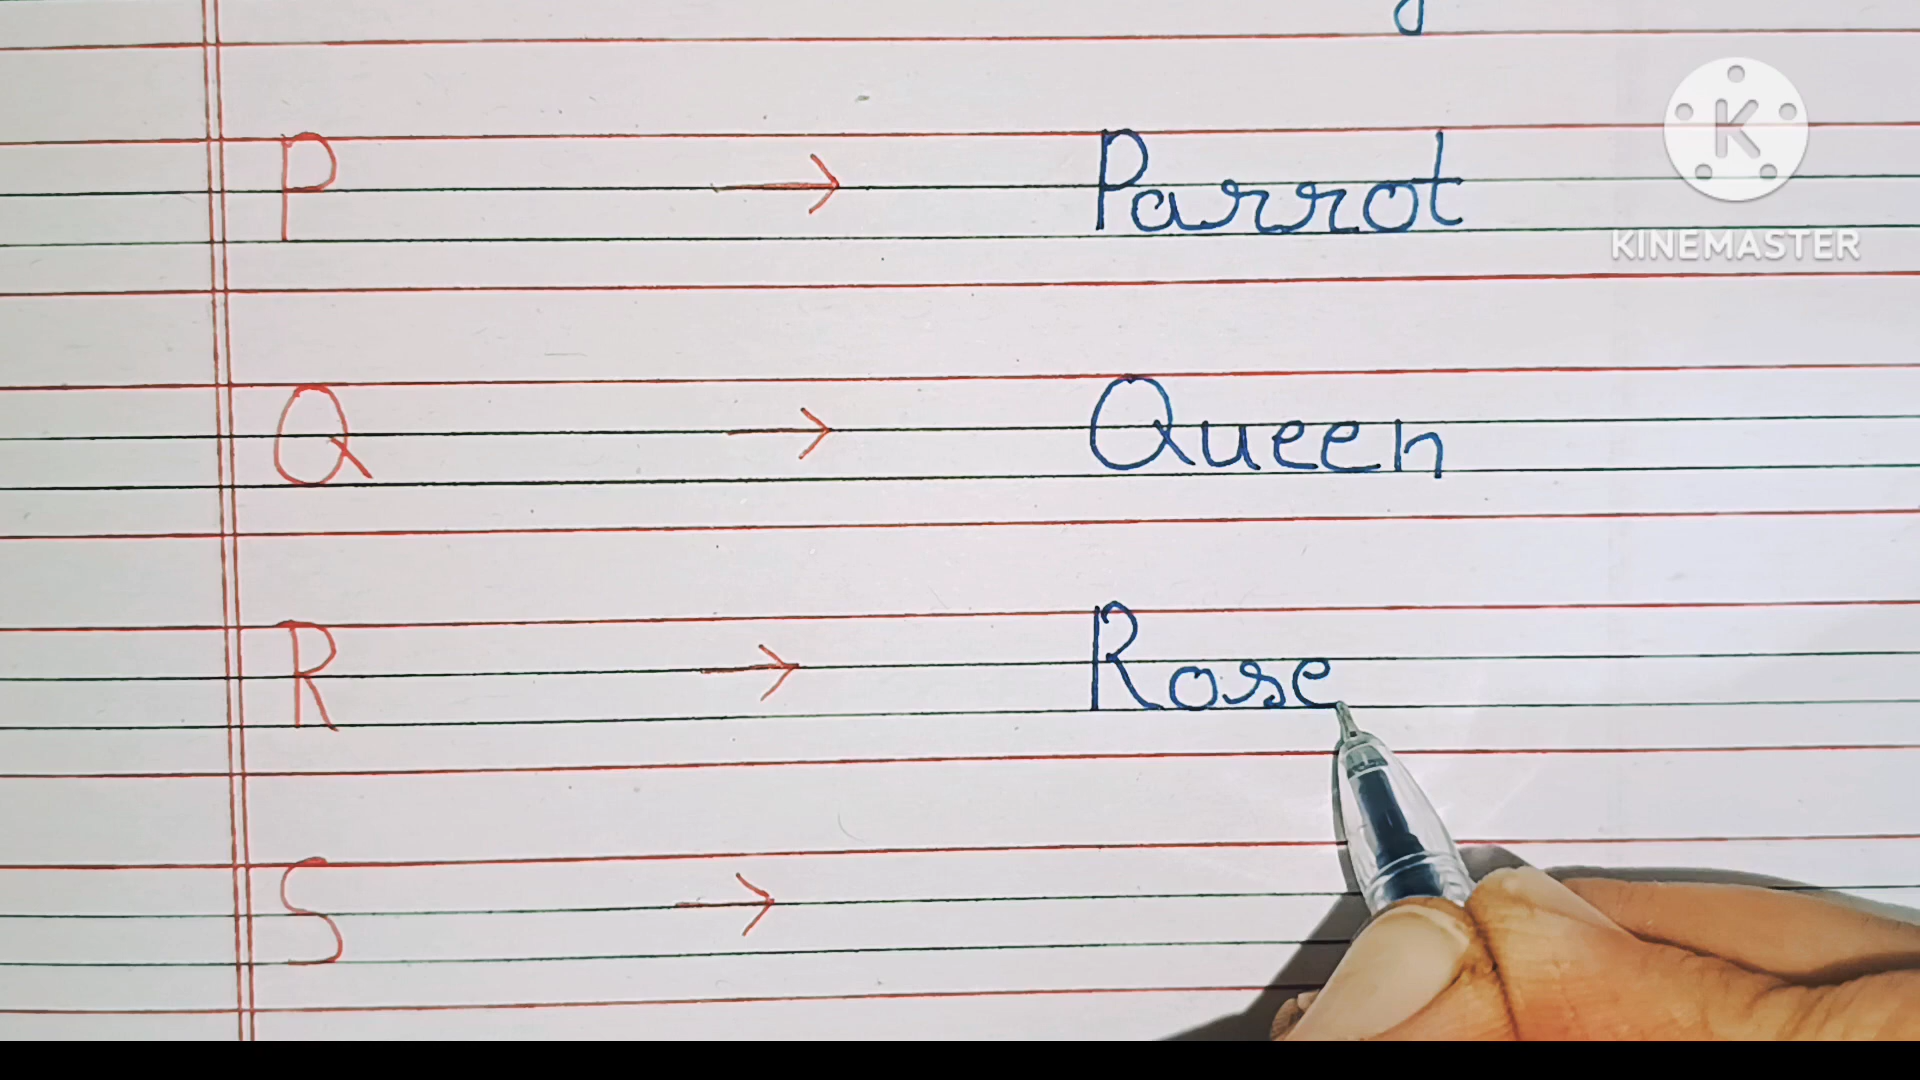 P → Parrot
KINEMASTER
Q → Queen
R → Rose
S →